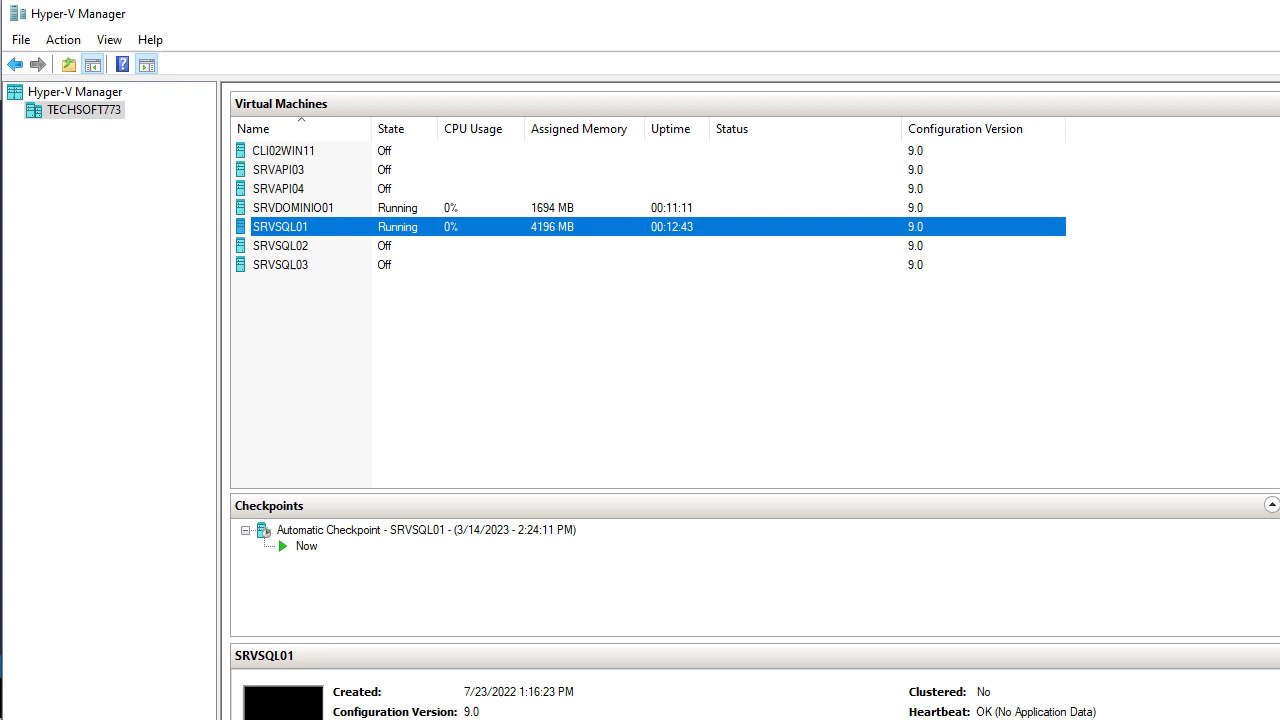 Hyper-V Manager
File Action View Help
Hyper-V Manager
TECHSOFT773
Virtual Machines
Name State CPU Usage Assigned Memory Uptime Status Configuration Version
CLI02WIN11 Off 9.0
SRVAPI03 Off 9.0
SRVAPI04 Off 9.0
SRVDOMINIO01 Running 0% 1694 MB 00:11:11 9.0
SRVSQL01 Running 0% 4196 MB 00:12:43 9.0
SRVSQL02 Off 9.0
SRVSQL03 Off 9.0
Checkpoints
Automatic Checkpoint - SRVSQL01 - (3/14/2023 - 2:24:11 PM)
Now
SRVSQL01
Created: 7/23/2022 1:16:23 PM Clustered: No
Configuration Version: 9.0 Heartbeat: OK (No Application Data)